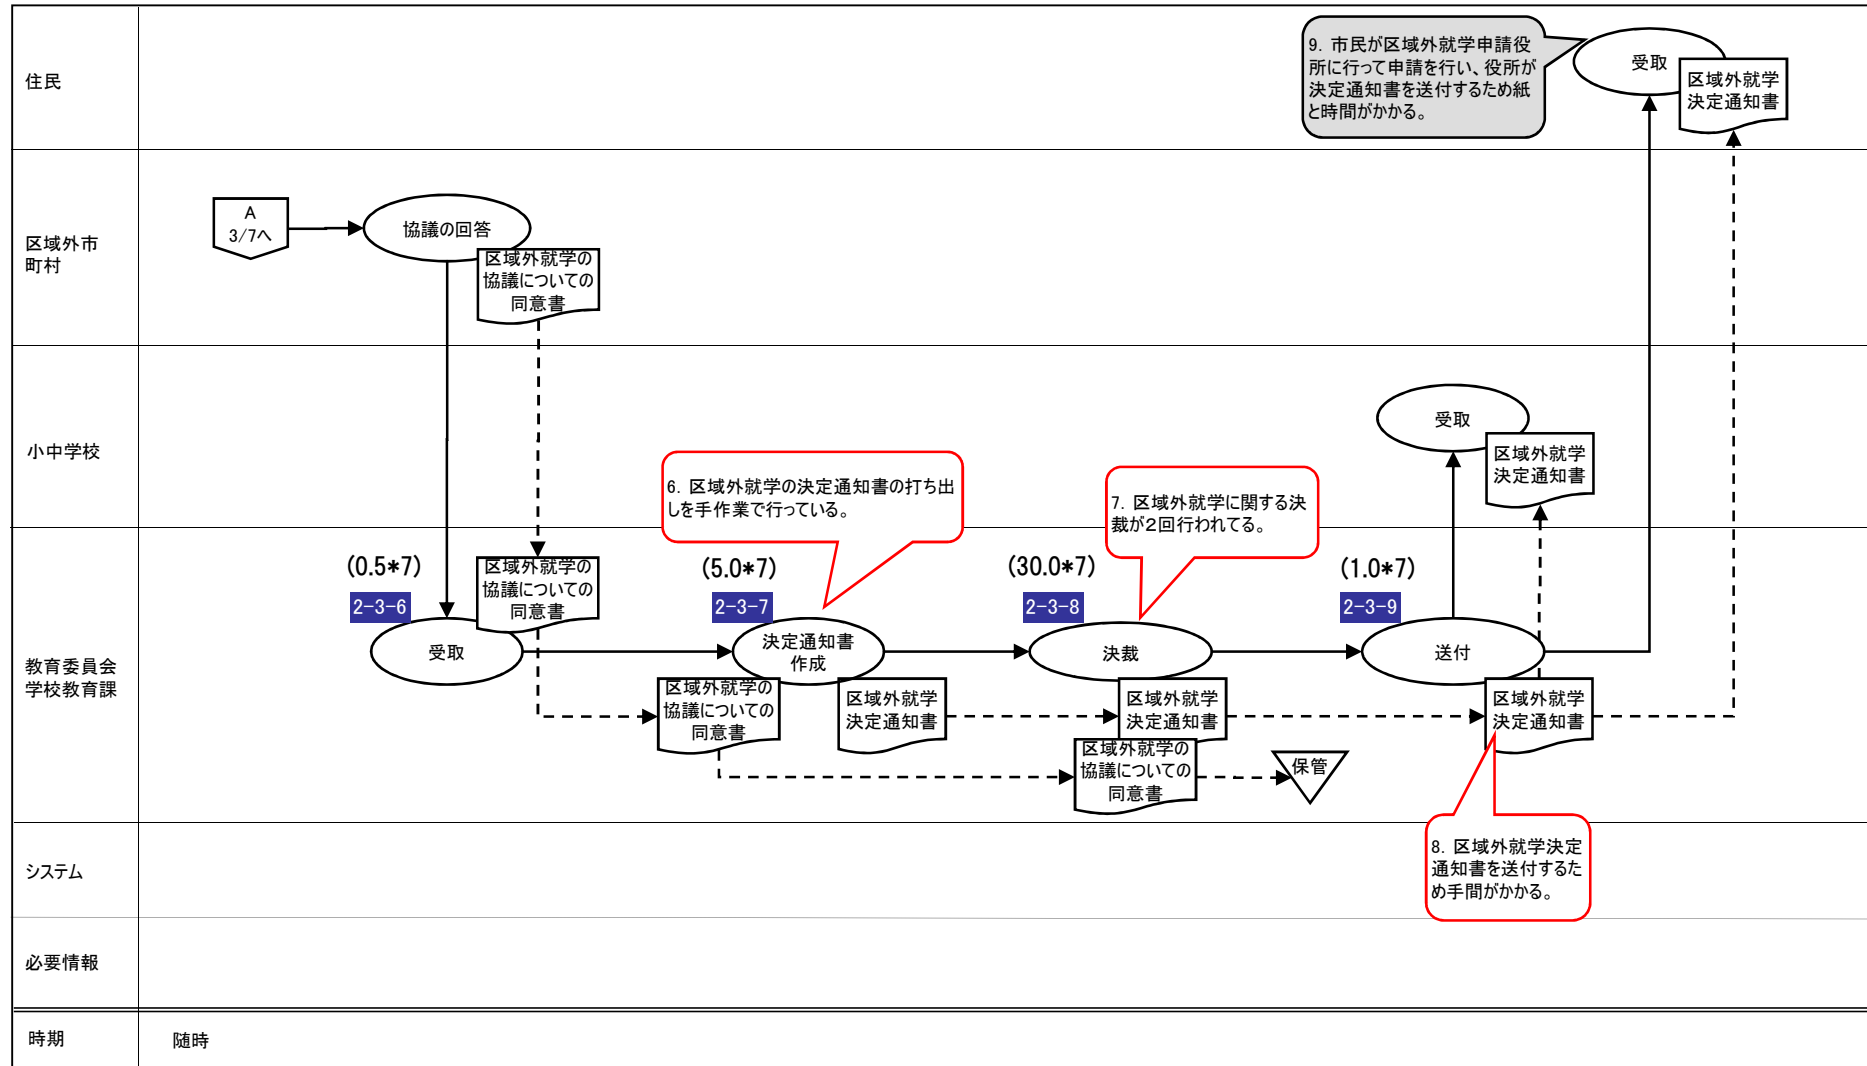 住民
9. 市民が区域外就学申請役
所に行って申請を行い、役所が
決定通知書を送付するため紙
と時間がかかる。
受取
区域外就学
決定通知書
区域外市
町村
A
3/7へ
協議の回答
区域外就学の
協議についての
同意書
小中学校
受取
区域外就学
決定通知書
6. 区域外就学の決定通知書の打ち出
しを手作業で行っている。
7. 区域外就学に関する決
裁が2回行われてる。
教育委員会
学校教育課
(0.5*7)
2-3-6
受取
区域外就学の
協議についての
同意書
(5.0*7)
2-3-7
決定通知書
作成
区域外就学の
協議についての
同意書
区域外就学
決定通知書
(30.0*7)
2-3-8
決裁
区域外就学
決定通知書
区域外就学の
協議についての
同意書
保管
(1.0*7)
2-3-9
送付
区域外就学
決定通知書
8. 区域外就学決定
通知書を送付するた
め手間がかかる。
システム
必要情報
時期
随時